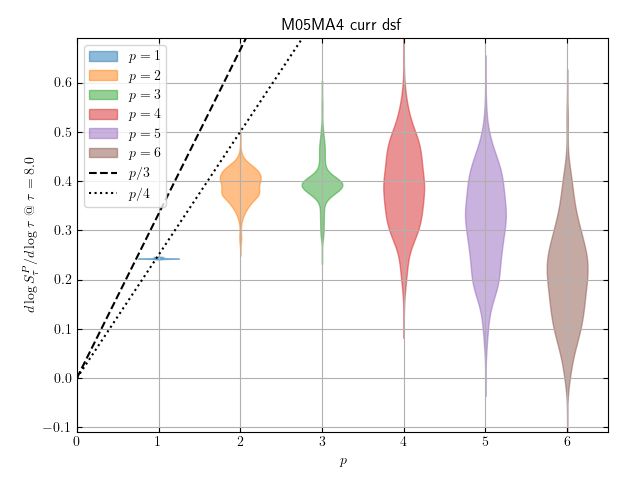 M05MA4 curr dsf
p = 1
p = 2
p = 3
p = 4
p = 5
p = 6
p/3
p/4
d log S_τ^P / d log τ @ τ = 8.0
0.6
0.5
0.4
0.3
0.2
0.1
0.0
−0.1
0 1 2 3 4 5 6
p